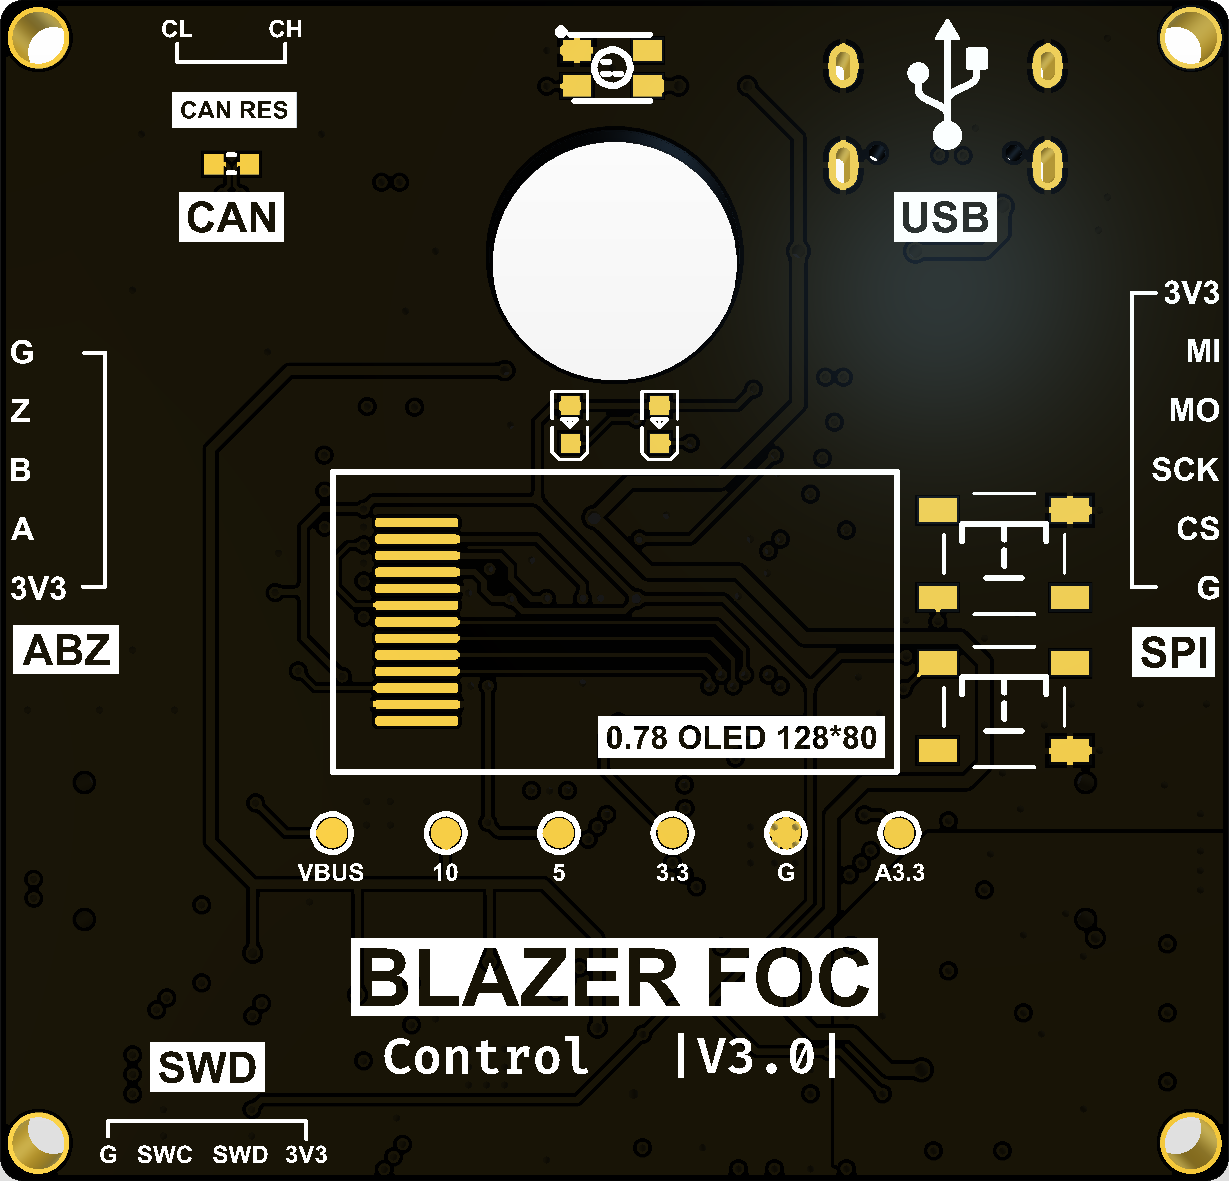 CL CH
CAN RES
CAN
USB
3V3
MI
MO
SCK
CS
G
SPI
G
Z
B
A
3V3
ABZ
0.78 OLED 128*80
VBUS 10 5 3.3 G A3.3
BLAZER FOC
Control |V3.0|
SWD
G SWC SWD 3V3